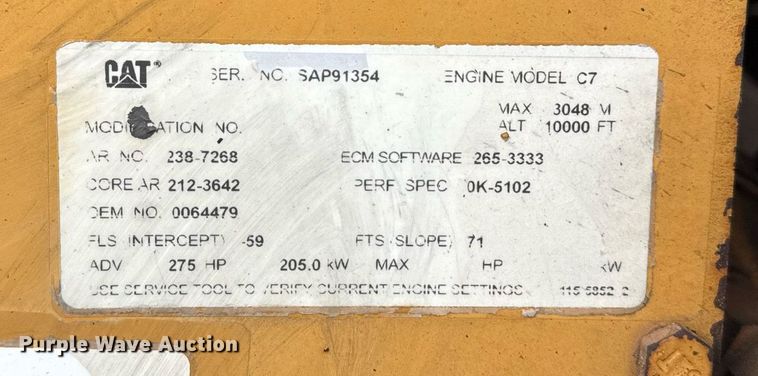 CAT® SER. NO. SAP91354 ENGINE MODEL C7
MAX 3048 M
MODIFICATION NO. ALT 10000 FT
AR NO. 238-7268 ECM SOFTWARE 265-3333
CORE AR 212-3642 PERF SPEC 0K-5102
OEM NO. 0064479
FLS (INTERCEPT) -59 FTS (SLOPE) 71
ADV 275 HP 205.0 kW MAX HP kW
USE SERVICE TOOL TO VERIFY CURRENT ENGINE SETTINGS 115-5852 2
Purple Wave Auction